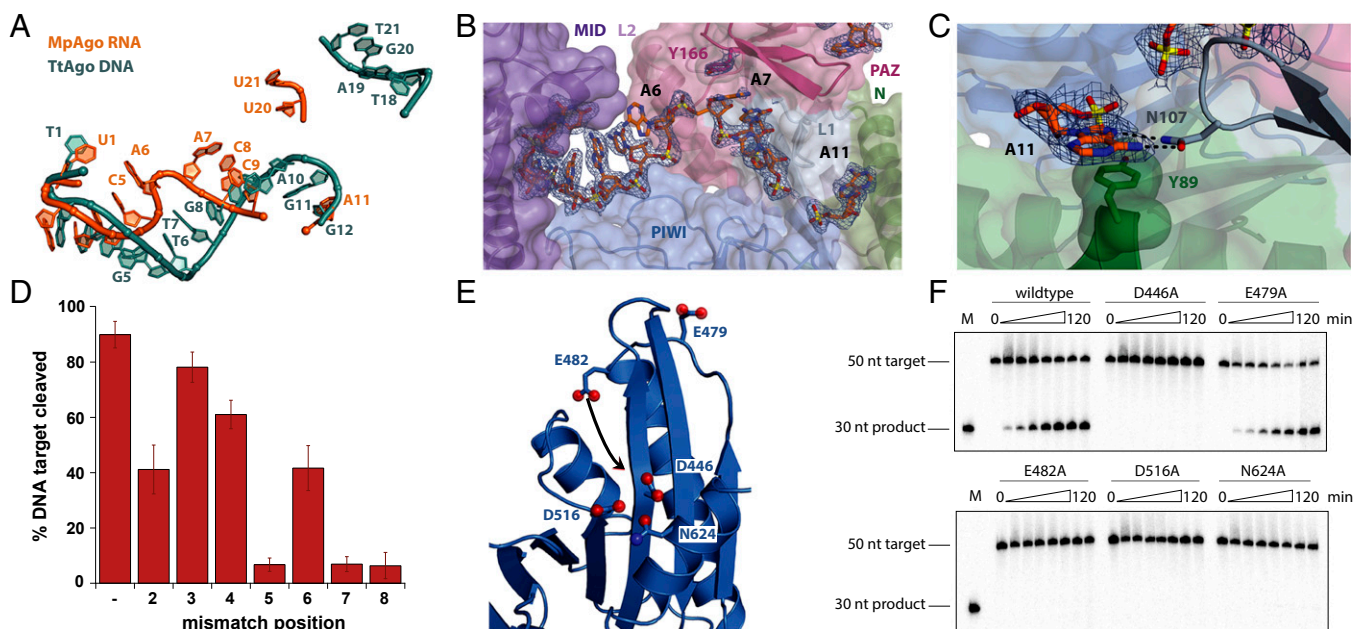 A
MpAgo RNA
TtAgo DNA
T21
G20
A19
T18
U21
U20
T1
U1
A7
A6
C8
C9
C5
A10
G8
G11
A11
T7
G12
T6
G5
B
MID L2
Y166
A6
A7
PAZ
N
L1
A11
PIWI
C
N107
A11
Y89
D
% DNA target cleaved
100
80
60
40
20
0
- 2 3 4 5 6 7 8
mismatch position
E
E479
E482
D446
D516
N624
F
wildtype D446A E479A
M 0 120 0 120 0 120 min
50 nt target
30 nt product
E482A D516A N624A
M 0 120 0 120 0 120 min
50 nt target
30 nt product